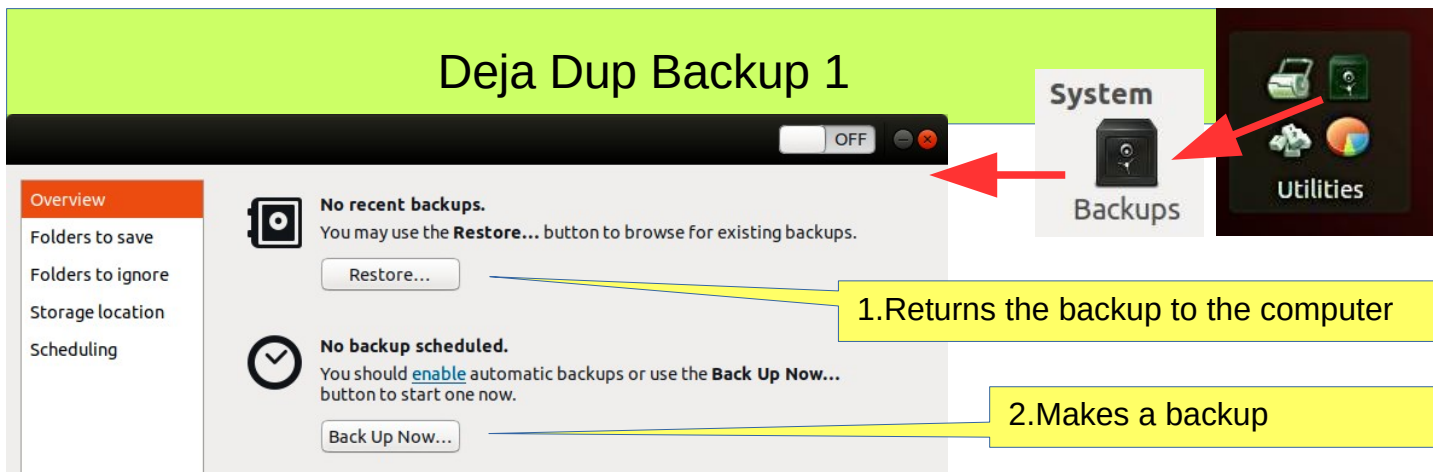 Deja Dup Backup 1
System
Backups
Utilities
OFF
Overview
Folders to save
Folders to ignore
Storage location
Scheduling
No recent backups.
You may use the Restore... button to browse for existing backups.
Restore...
1.Returns the backup to the computer
No backup scheduled.
You should enable automatic backups or use the Back Up Now...
button to start one now.
Back Up Now...
2.Makes a backup